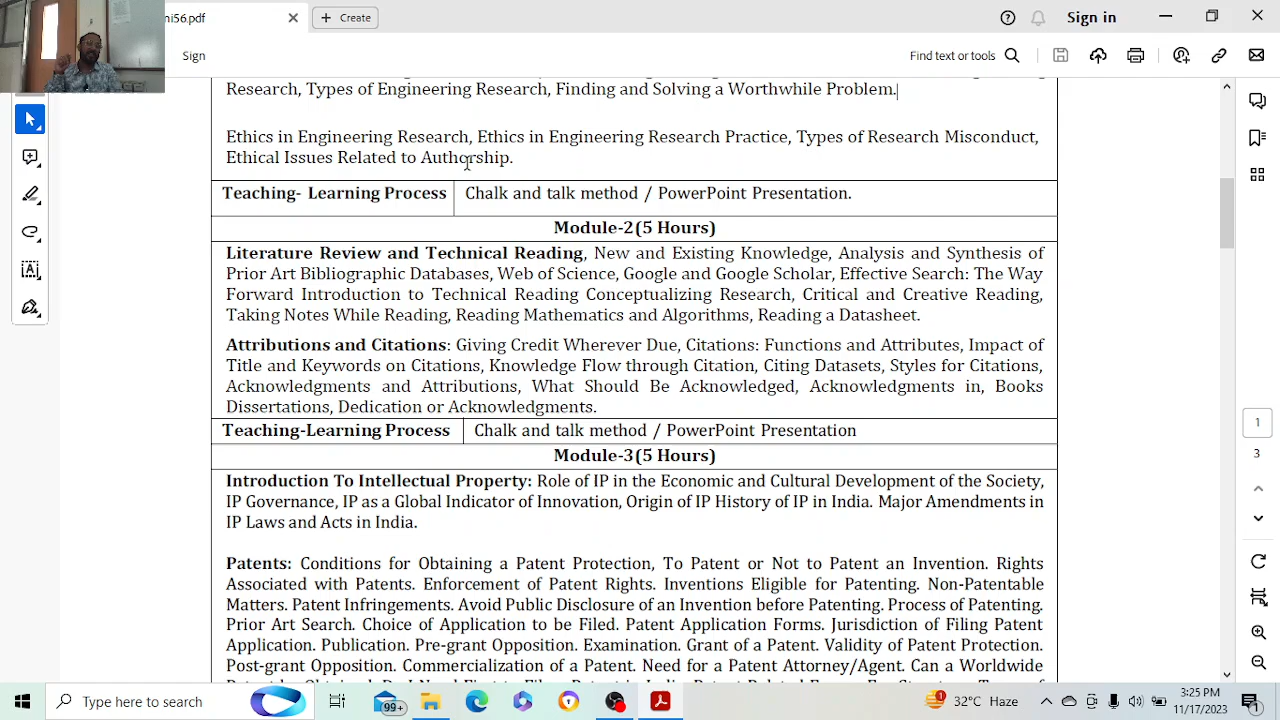 ni56.pdf
Create
Sign in
Sign
Find text or tools
Research, Types of Engineering Research, Finding and Solving a Worthwhile Problem.
Ethics in Engineering Research, Ethics in Engineering Research Practice, Types of Research Misconduct,
Ethical Issues Related to Authorship.
Teaching- Learning Process Chalk and talk method / PowerPoint Presentation.
Module-2(5 Hours)
Literature Review and Technical Reading, New and Existing Knowledge, Analysis and Synthesis of
Prior Art Bibliographic Databases, Web of Science, Google and Google Scholar, Effective Search: The Way
Forward Introduction to Technical Reading Conceptualizing Research, Critical and Creative Reading,
Taking Notes While Reading, Reading Mathematics and Algorithms, Reading a Datasheet.
Attributions and Citations: Giving Credit Wherever Due, Citations: Functions and Attributes, Impact of
Title and Keywords on Citations, Knowledge Flow through Citation, Citing Datasets, Styles for Citations,
Acknowledgments and Attributions, What Should Be Acknowledged, Acknowledgments in, Books
Dissertations, Dedication or Acknowledgments.
Teaching-Learning Process Chalk and talk method / PowerPoint Presentation
Module-3(5 Hours)
Introduction To Intellectual Property: Role of IP in the Economic and Cultural Development of the Society,
IP Governance, IP as a Global Indicator of Innovation, Origin of IP History of IP in India. Major Amendments in
IP Laws and Acts in India.
Patents: Conditions for Obtaining a Patent Protection, To Patent or Not to Patent an Invention. Rights
Associated with Patents. Enforcement of Patent Rights. Inventions Eligible for Patenting. Non-Patentable
Matters. Patent Infringements. Avoid Public Disclosure of an Invention before Patenting. Process of Patenting.
Prior Art Search. Choice of Application to be Filed. Patent Application Forms. Jurisdiction of Filing Patent
Application. Publication. Pre-grant Opposition. Examination. Grant of a Patent. Validity of Patent Protection.
Post-grant Opposition. Commercialization of a Patent. Need for a Patent Attorney/Agent. Can a Worldwide
1
3
Type here to search
99+
1
32°C Haze
3:25 PM
11/17/2023
1